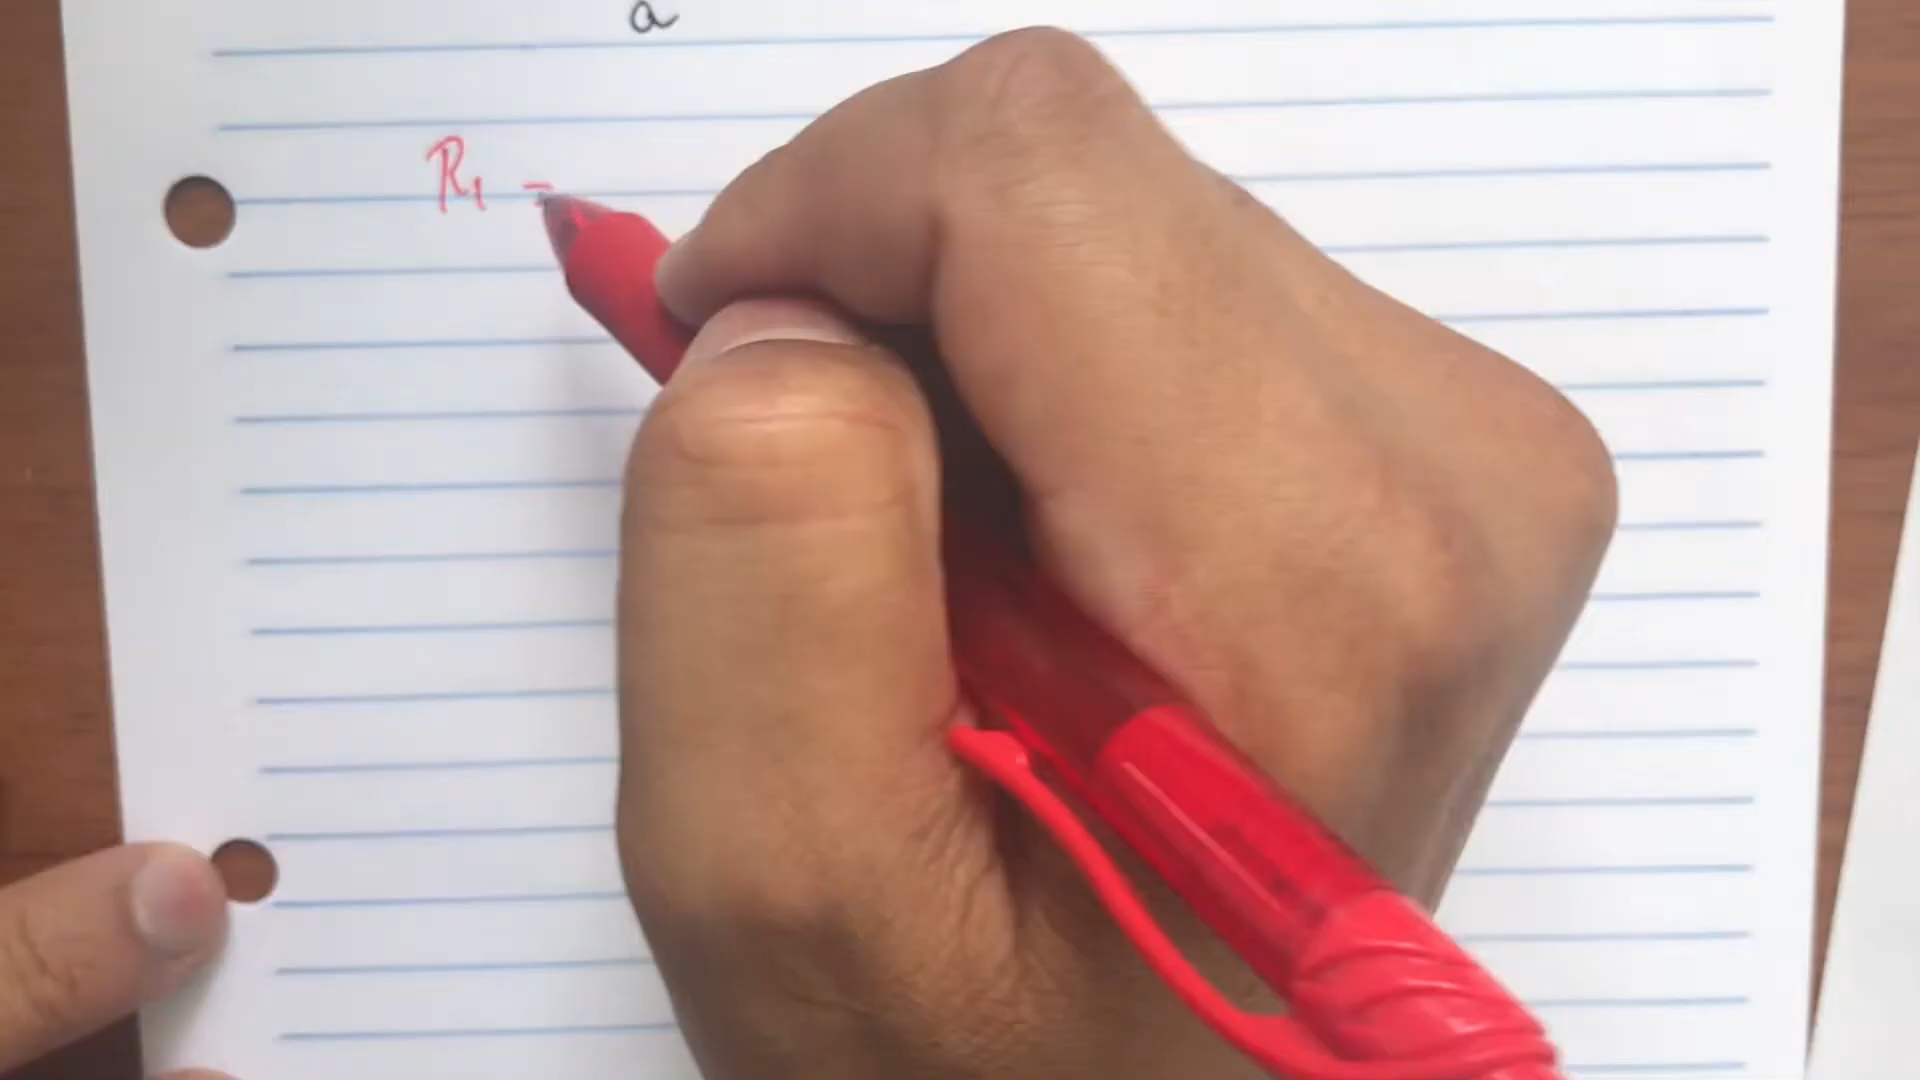 a
R₁ =